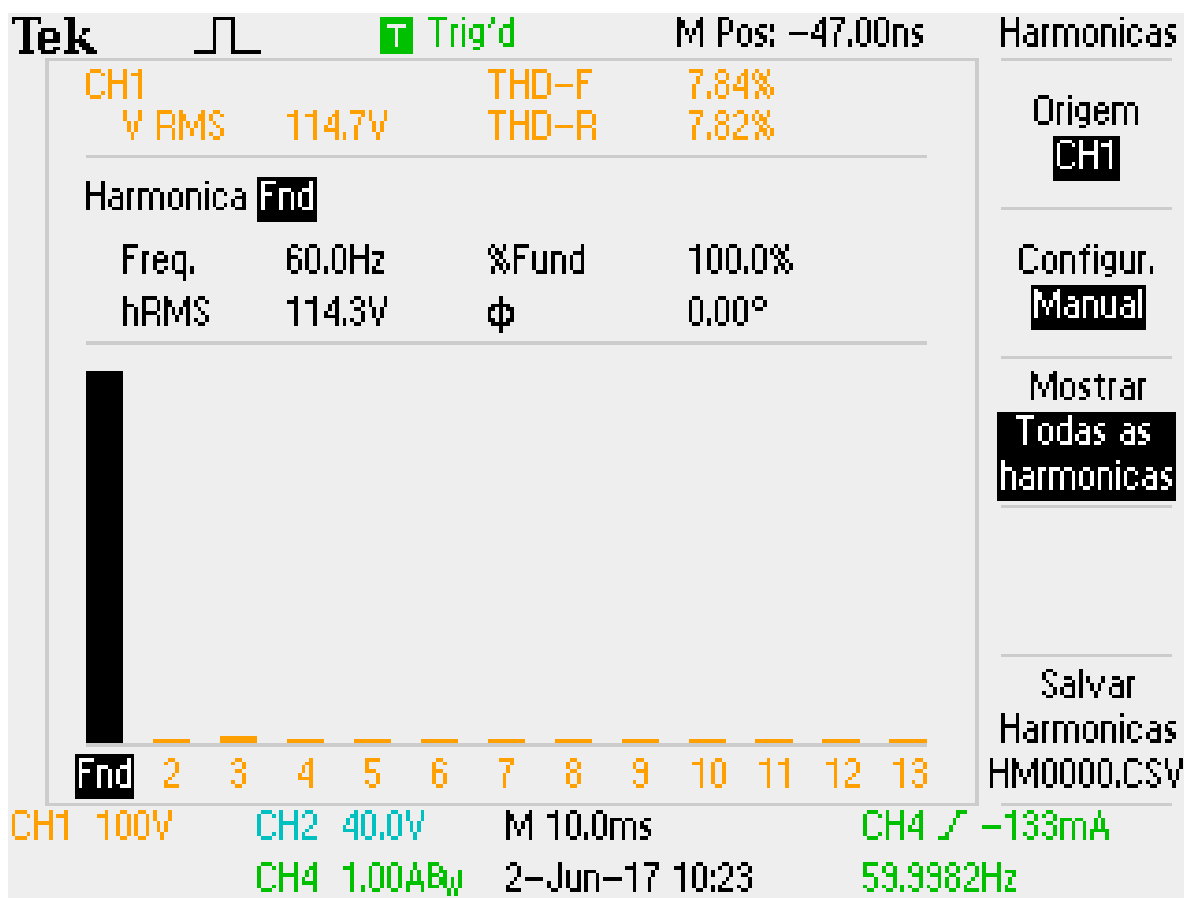 Tek Trig'd M Pos: −47.00ns Harmonicas
CH1 THD−F 7.84%
V RMS 114.7V THD−R 7.82%
Origem
CH1
Harmonica Fnd
Freq. 60.0Hz %Fund 100.0%
hRMS 114.3V ϕ 0.00º
Configur.
Manual
Mostrar
Todas as
harmonicas
Salvar
Harmonicas
HM0000.CSV
Fnd 2 3 4 5 6 7 8 9 10 11 12 13
CH1 100V CH2 40.0V M 10.0ms CH4 −133mA
CH4 1.00ABw 2−Jun−17 10:23 59.9982Hz